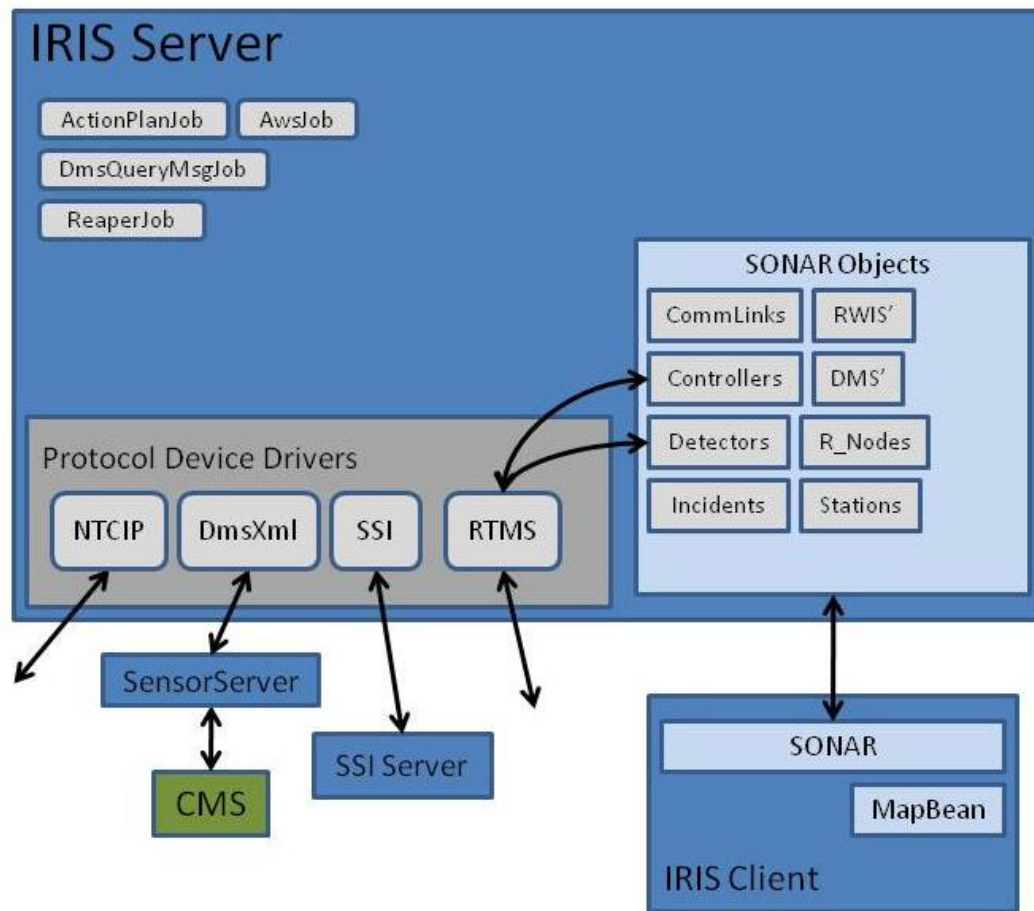 IRIS Server
ActionPlanJob
AwsJob
DmsQueryMsgJob
ReaperJob
SONAR Objects
CommLinks
RWIS’
Controllers
DMS’
Detectors
R_Nodes
Incidents
Stations
Protocol Device Drivers
NTCIP
DmsXml
SSI
RTMS
SensorServer
CMS
SSI Server
SONAR
MapBean
IRIS Client